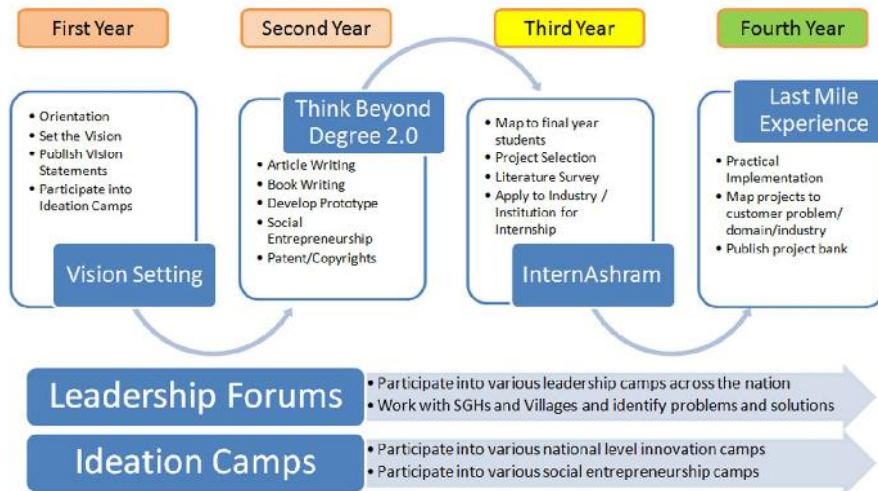 First Year
Second Year
Third Year
Fourth Year
• Orientation
• Set the Vision
• Publish Vision
Statements
• Participate into
Ideation Camps
Vision Setting
Think Beyond
Degree 2.0
• Article Writing
• Book Writing
• Develop Prototype
• Social
Entrepreneurship
• Patent/Copyrights
• Map to final year
students
• Project Selection
• Literature Survey
• Apply to Industry /
Institution for
Internship
InternAshram
Last Mile
Experience
• Practical
Implementation
• Map projects to
customer problem/
domain/industry
• Publish project bank
Leadership Forums
• Participate into various leadership camps across the nation
• Work with SGHs and Villages and identify problems and solutions
Ideation Camps
• Participate into various national level innovation camps
• Participate into various social entrepreneurship camps